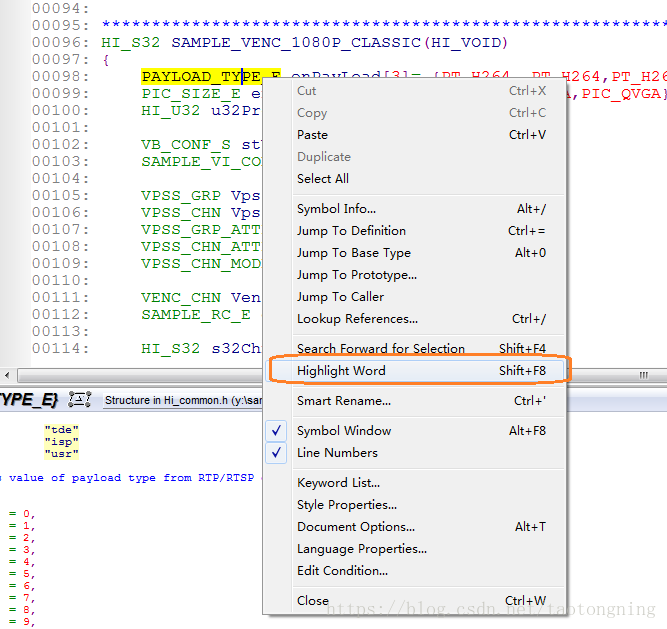 00094:
00095: ****************************************
00096: HI_S32 SAMPLE_VENC_1080P_CLASSIC(HI_VOID)
00097: {
00098: PAYLOAD_TYPE_E enPayLoad[3]= {PT_H264, PT_H264,PT_H26
00099: PIC_SIZE_E e A,PIC_QVGA}
00100: HI_U32 u32Pr
00101:
00102: VB_CONF_S st
00103: SAMPLE_VI_CO
00104:
00105: VPSS_GRP Vps
00106: VPSS_CHN Vps
00107: VPSS_GRP_ATT
00108: VPSS_CHN_ATT
00109: VPSS_CHN_MOD
00110:
00111: VENC_CHN Ven
00112: SAMPLE_RC_E
00113:
00114: HI_S32 s32Ch
Cut Ctrl+X
Copy Ctrl+C
Paste Ctrl+V
Duplicate
Select All
Symbol Info... Alt+/
Jump To Definition Ctrl+=
Jump To Base Type Alt+0
Jump To Prototype...
Jump To Caller
Lookup References... Ctrl+/
Search Forward for Selection Shift+F4
Highlight Word Shift+F8
Smart Rename... Ctrl+'
Symbol Window Alt+F8
Line Numbers
Keyword List...
Style Properties...
Document Options... Alt+T
Language Properties...
Edit Condition...
Close Ctrl+W
TYPE_E} Structure in Hi_common.h (y:\sam
"tde"
"isp"
"usr"
s value of payload type from RTP/RTSP
= 0,
= 1,
= 2,
= 3,
= 4,
= 5,
= 6,
= 7,
= 8,
= 9,
https://blog.csdn.net/taotongning